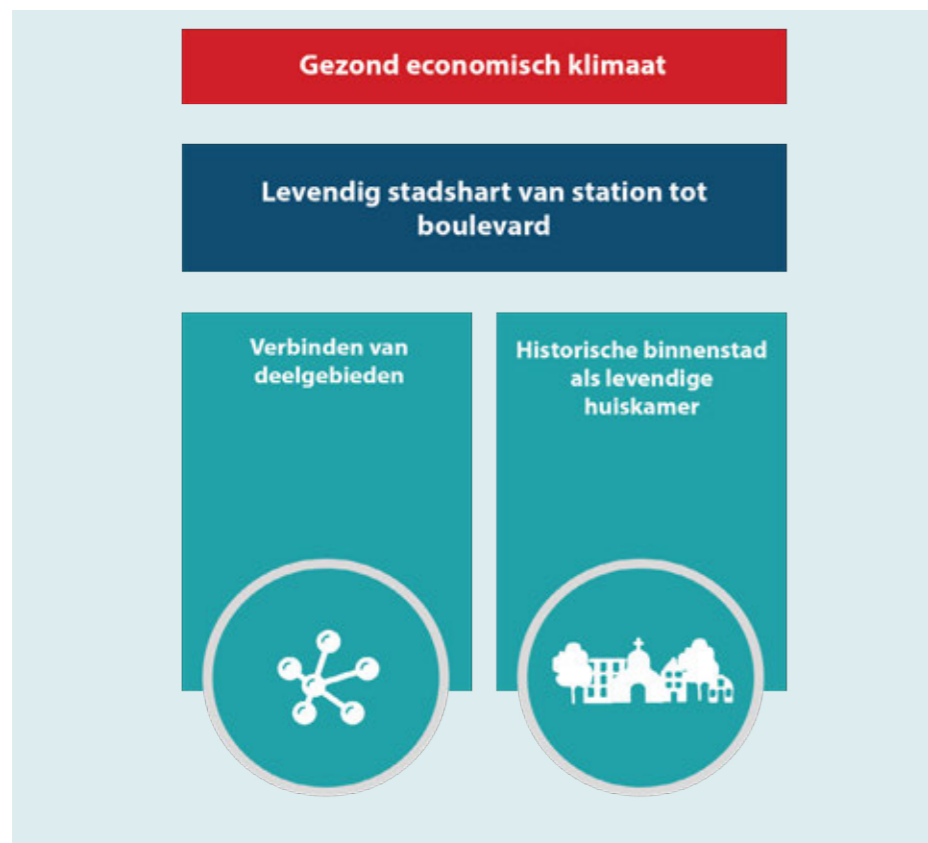 Gezond economisch klimaat
Levendig stadshart van station tot
boulevard
Verbinden van
deelgebieden
Historische binnenstad
als levendige
huiskamer